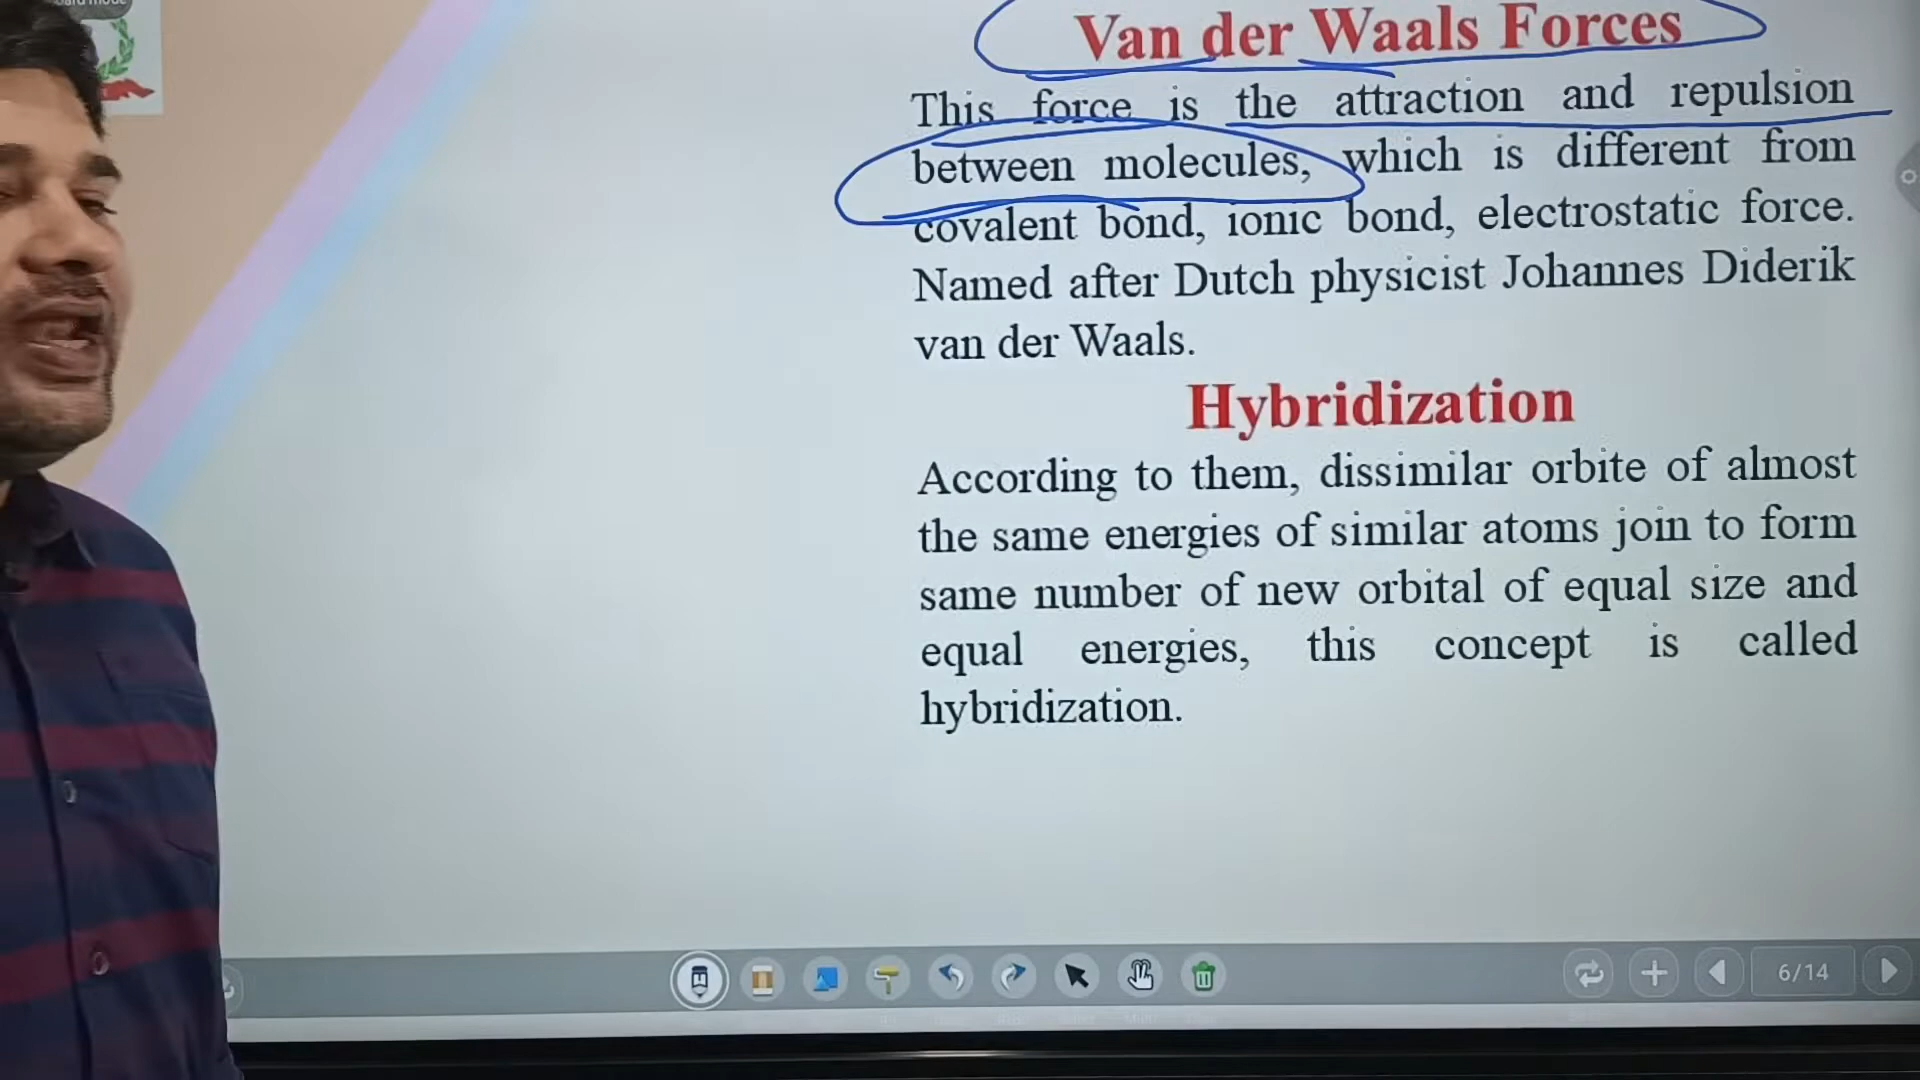 Van der Waals Forces
This force is the attraction and repulsion
between molecules, which is different from
covalent bond, ionic bond, electrostatic force.
Named after Dutch physicist Johannes Diderik
van der Waals.
Hybridization
According to them, dissimilar orbite of almost
the same energies of similar atoms join to form
same number of new orbital of equal size and
equal energies, this concept is called
hybridization.
6/14